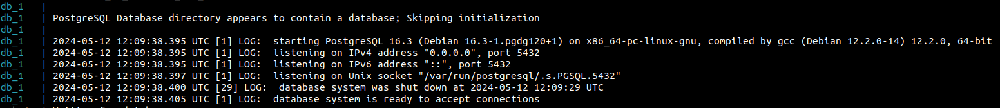 db_1 |
db_1 | PostgreSQL Database directory appears to contain a database; Skipping initialization
db_1 |
db_1 | 2024-05-12 12:09:38.395 UTC [1] LOG:  starting PostgreSQL 16.3 (Debian 16.3-1.pgdg120+1) on x86_64-pc-linux-gnu, compiled by gcc (Debian 12.2.0-14) 12.2.0, 64-bit
db_1 | 2024-05-12 12:09:38.395 UTC [1] LOG:  listening on IPv4 address "0.0.0.0", port 5432
db_1 | 2024-05-12 12:09:38.395 UTC [1] LOG:  listening on IPv6 address "::", port 5432
db_1 | 2024-05-12 12:09:38.397 UTC [1] LOG:  listening on Unix socket "/var/run/postgresql/.s.PGSQL.5432"
db_1 | 2024-05-12 12:09:38.400 UTC [29] LOG:  database system was shut down at 2024-05-12 12:09:29 UTC
db_1 | 2024-05-12 12:09:38.405 UTC [1] LOG:  database system is ready to accept connections